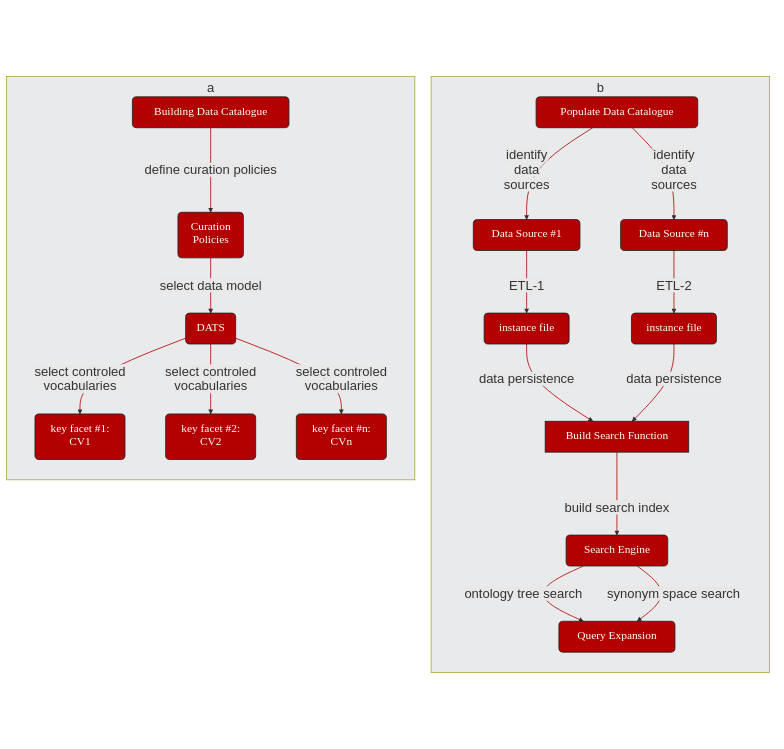 a
Building Data Catalogue
define curation policies
Curation
Policies
select data model
DATS
select controled
vocabularies
select controled
vocabularies
select controled
vocabularies
key facet #1:
CV1
key facet #2:
CV2
key facet #n:
CVn
b
Populate Data Catalogue
identify
data
sources
identify
data
sources
Data Source #1
Data Source #n
ETL-1
ETL-2
instance file
instance file
data persistence
data persistence
Build Search Function
build search index
Search Engine
ontology tree search
synonym space search
Query Expansion